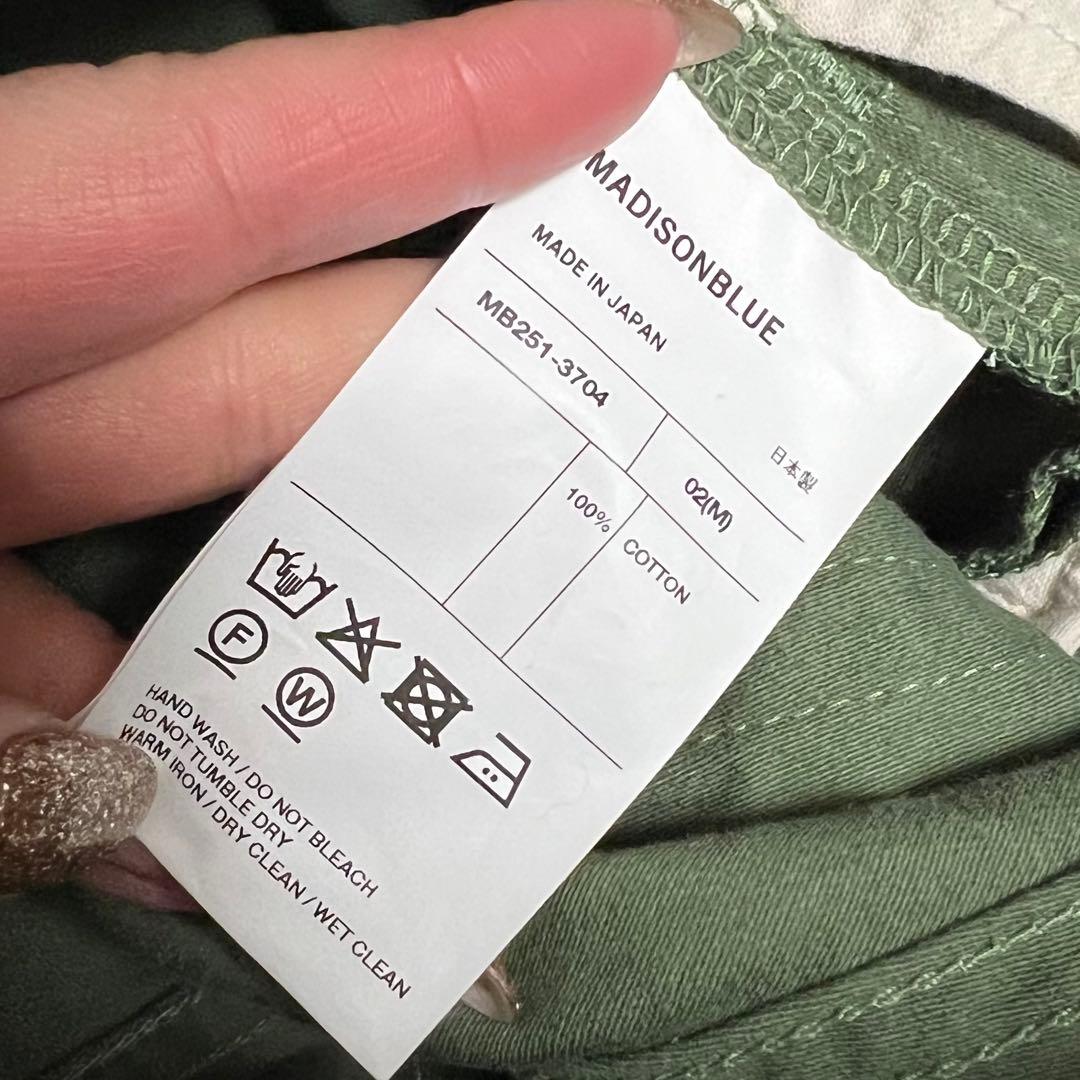 MADISONBLUE
MADE IN JAPAN
日本製
MB251-3704
02(M)
100% COTTON
F
W
HAND WASH / DO NOT BLEACH
DO NOT TUMBLE DRY
WARM IRON / DRY CLEAN / WET CLEAN